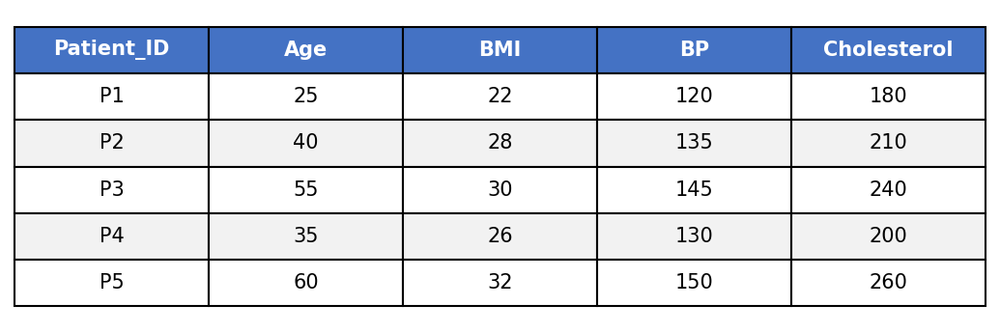 Patient_ID Age BMI BP Cholesterol
P1 25 22 120 180
P2 40 28 135 210
P3 55 30 145 240
P4 35 26 130 200
P5 60 32 150 260